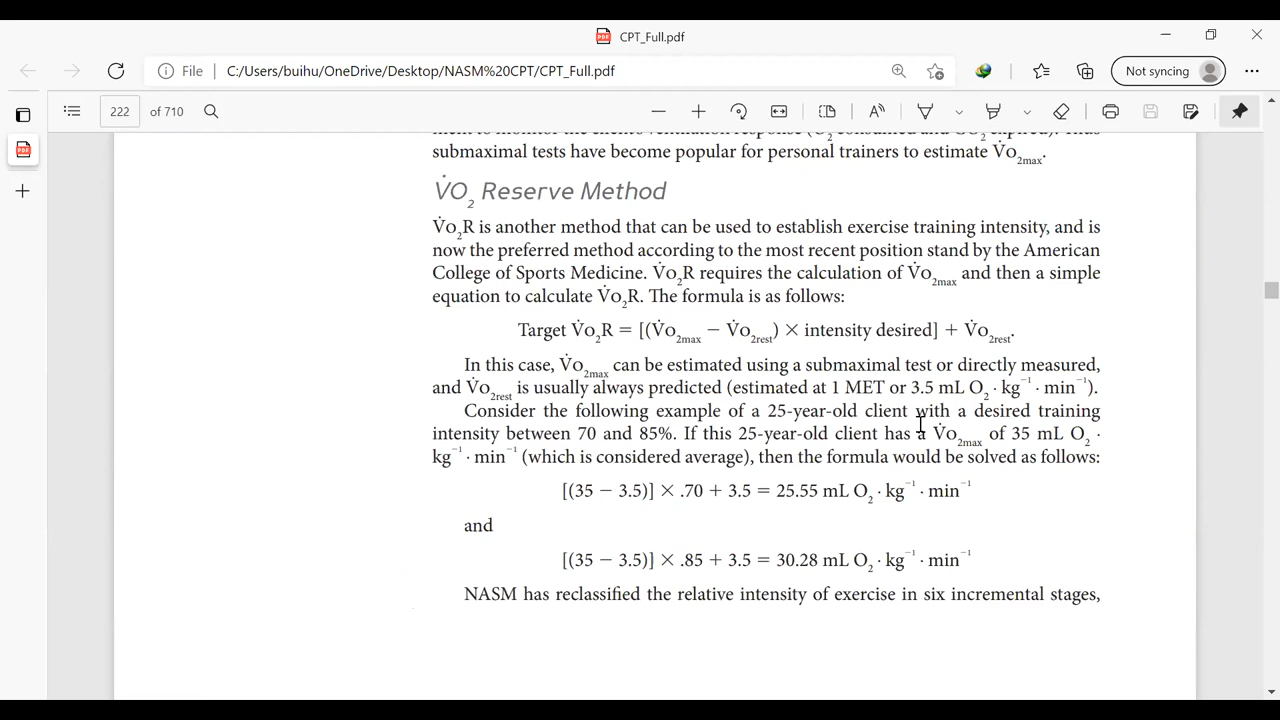 CPT_Full.pdf
File
C:/Users/buihu/OneDrive/Desktop/NASM%20CPT/CPT_Full.pdf
Not syncing
222 of 710
submaximal tests have become popular for personal trainers to estimate V̇o₂max.
V̇O₂ Reserve Method
V̇o₂R is another method that can be used to establish exercise training intensity, and is
now the preferred method according to the most recent position stand by the American
College of Sports Medicine. V̇o₂R requires the calculation of V̇o₂max and then a simple
equation to calculate V̇o₂R. The formula is as follows:
Target V̇o₂R = [(V̇o₂max − V̇o₂rest) × intensity desired] + V̇o₂rest.
In this case, V̇o₂max can be estimated using a submaximal test or directly measured,
and V̇o₂rest is usually always predicted (estimated at 1 MET or 3.5 mL O₂ · kg⁻¹ · min⁻¹).
Consider the following example of a 25-year-old client with a desired training
intensity between 70 and 85%. If this 25-year-old client has a V̇o₂max of 35 mL O₂ ·
kg⁻¹ · min⁻¹ (which is considered average), then the formula would be solved as follows:
[(35 − 3.5)] × .70 + 3.5 = 25.55 mL O₂ · kg⁻¹ · min⁻¹
and
[(35 − 3.5)] × .85 + 3.5 = 30.28 mL O₂ · kg⁻¹ · min⁻¹
NASM has reclassified the relative intensity of exercise in six incremental stages,